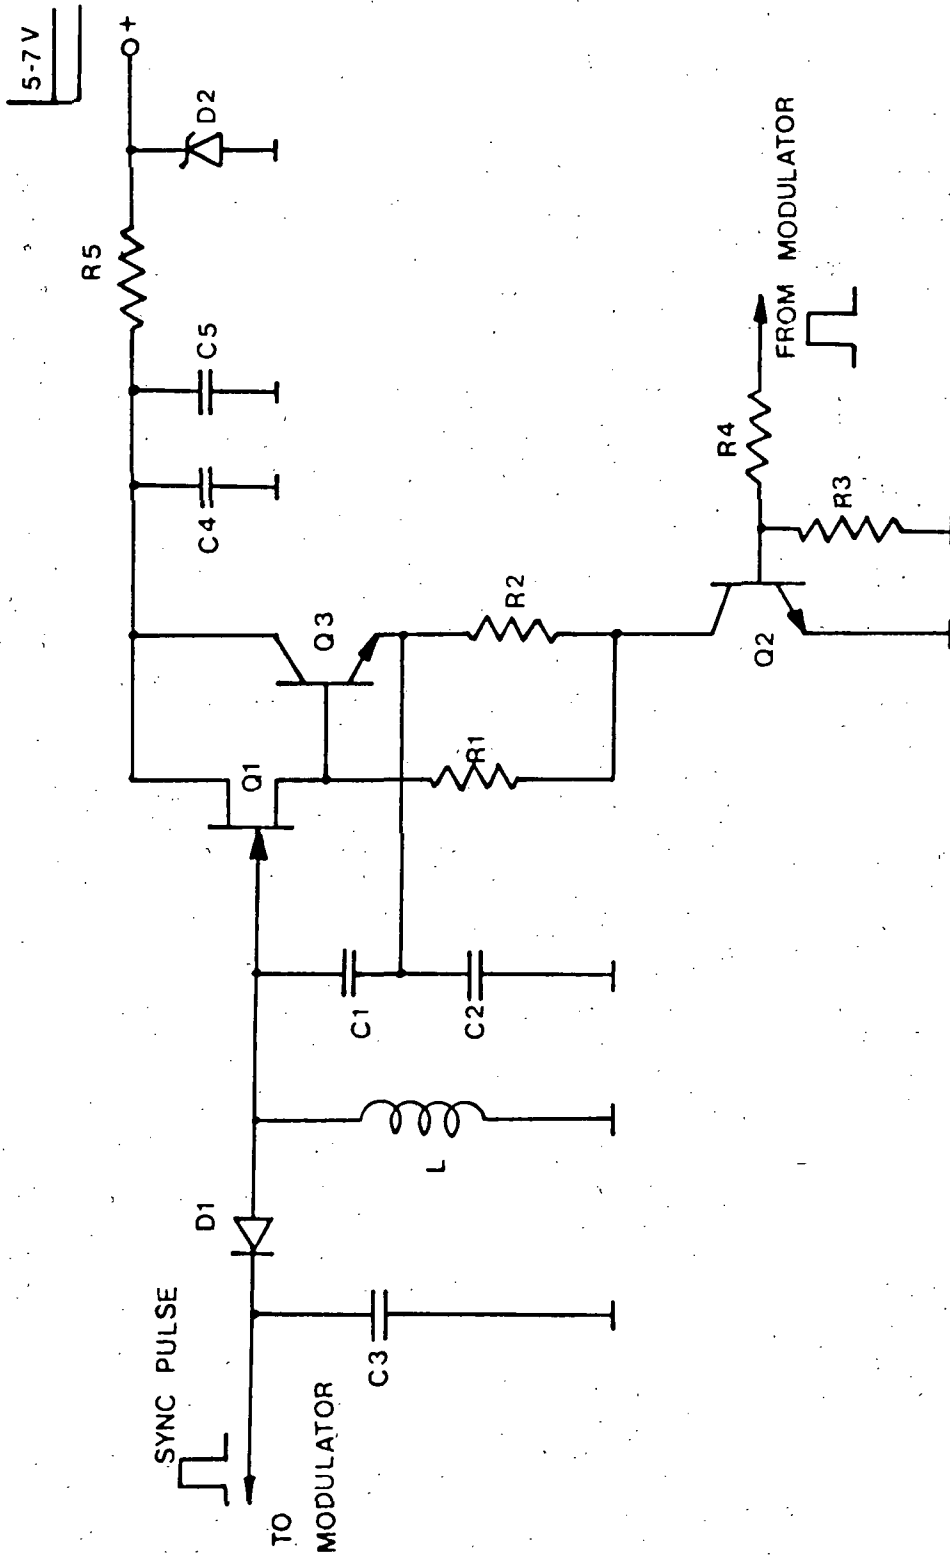 SYNC PULSE
TO
MODULATOR
D1
C3
L
C1
C2
Q1
R1
Q3
R2
C4
C5
R5
D2
5-7V
+
Q2
R3
R4
FROM MODULATOR